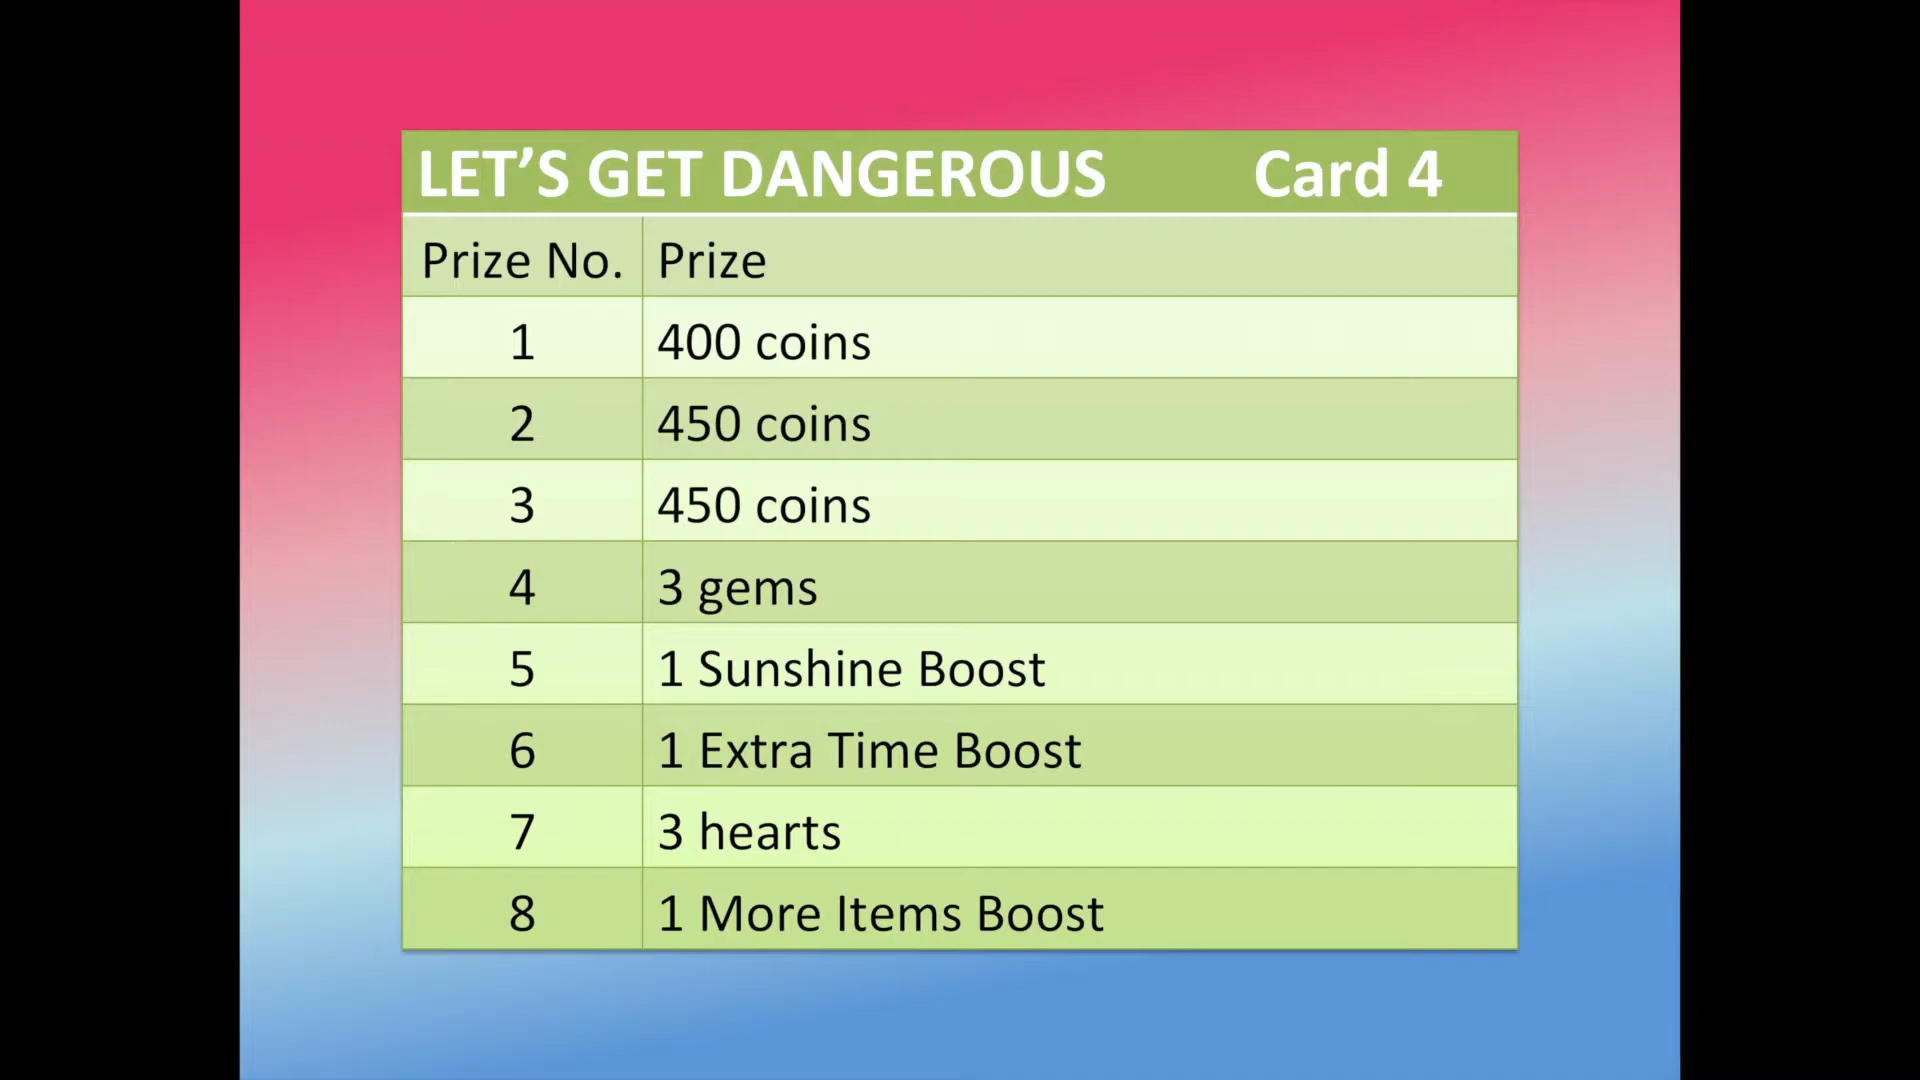 LET’S GET DANGEROUS Card 4
Prize No. Prize
1 400 coins
2 450 coins
3 450 coins
4 3 gems
5 1 Sunshine Boost
6 1 Extra Time Boost
7 3 hearts
8 1 More Items Boost